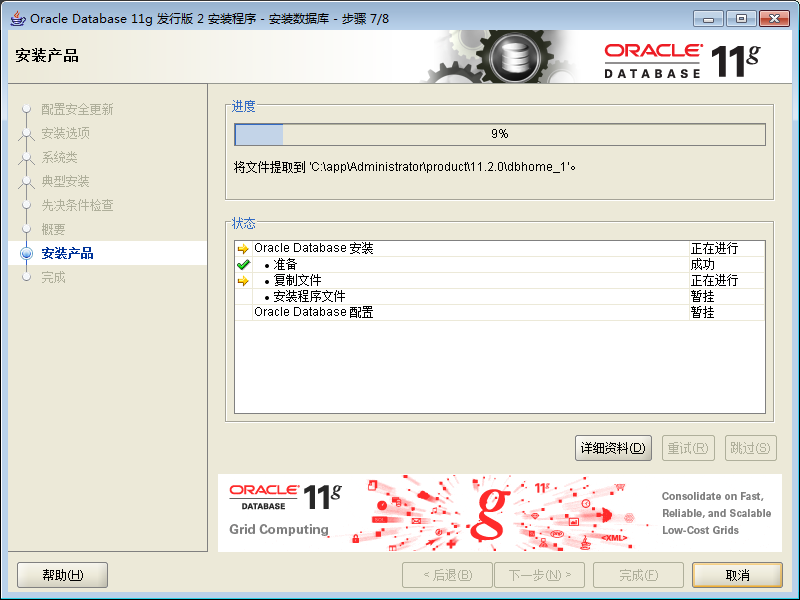 Oracle Database 11g 发行版 2 安装程序 - 安装数据库 - 步骤 7/8
安装产品
ORACLE
DATABASE 11g
配置安全更新
安装选项
系统类
典型安装
先决条件检查
概要
安装产品
完成
进度
9%
将文件提取到 'C:\app\Administrator\product\11.2.0\dbhome_1'。
状态
Oracle Database 安装 正在进行
• 准备 成功
• 复制文件 正在进行
• 安装程序文件 暂挂
Oracle Database 配置 暂挂
详细资料(D) 重试(R) 跳过(S)
ORACLE
DATABASE 11g
Grid Computing
g
11g
<XML>
Consolidate on Fast,
Reliable, and Scalable
Low-Cost Grids
帮助(H) < 后退(B) 下一步(N) > 完成(F) 取消